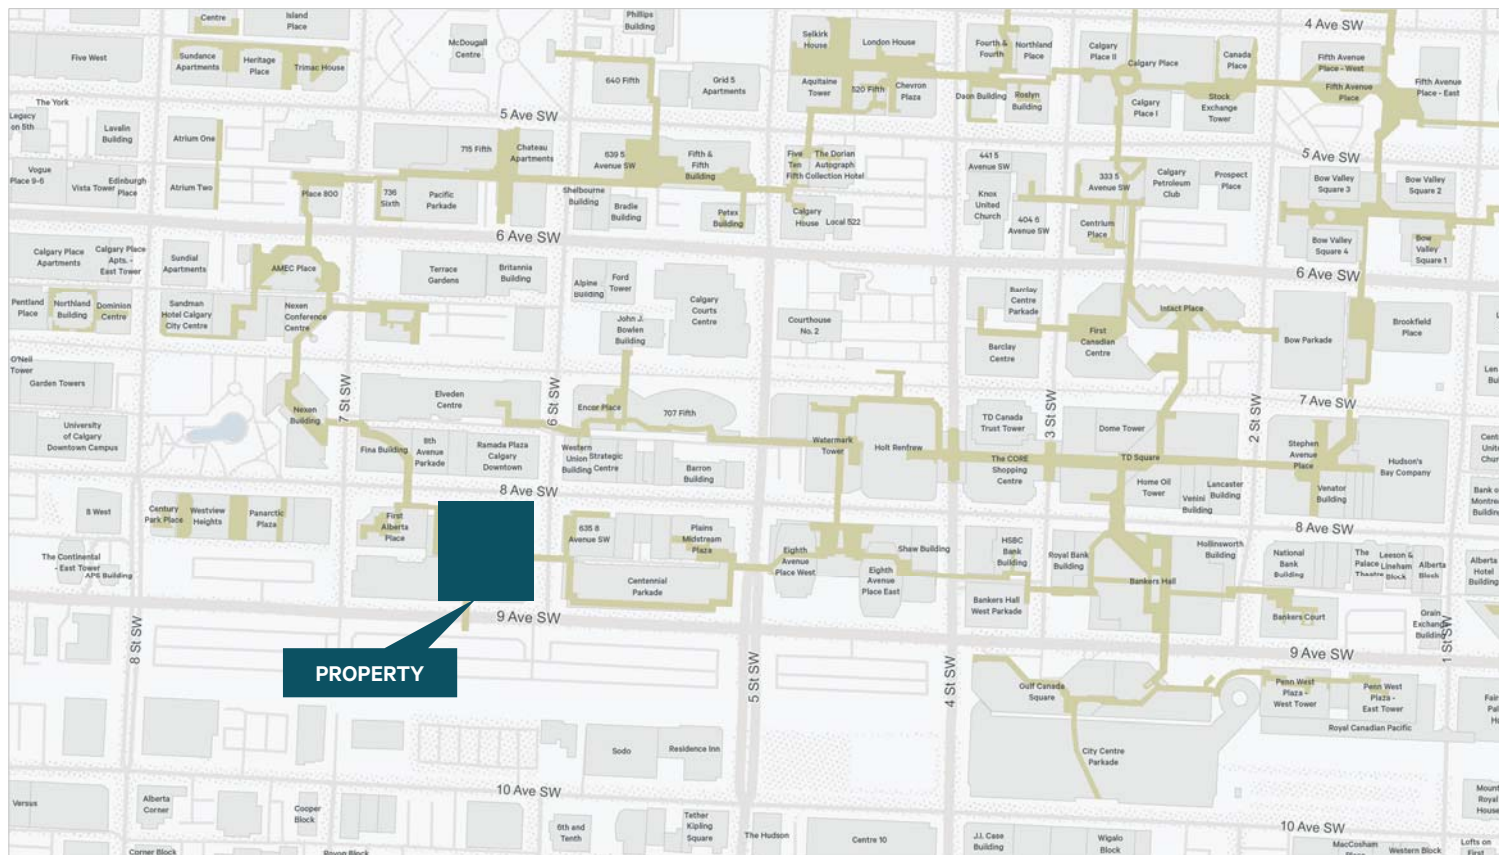 Centre
Island
Place
Phillips
Building
4 Ave SW
Five West
Sundance
Apartments
Heritage
Place
Trimac House
McDougall
Centre
640 Fifth
Grid 5
Apartments
Selkirk
House
London House
Aquitaine
Tower
520 Fifth
Chevron
Plaza
Fourth &
Fourth
Northland
Place
Daon Building
Roslyn
Building
Calgary
Place II
Calgary Place
Canada
Place
Calgary
Place I
Stock
Exchange
Tower
Fifth Avenue
Place - West
Fifth Avenue
Place
Fifth Avenue
Place - East
The York
Legacy
on 5th
Lavalin
Building
Atrium One
5 Ave SW
5 Ave SW
715 Fifth
Chateau
Apartments
639 5
Avenue SW
Fifth &
Fifth
Building
Five
Ten
Fifth
The Dorian
Autograph
Collection Hotel
441 5
Avenue SW
333 5
Avenue SW
Calgary
Petroleum
Club
Prospect
Place
Bow Valley
Square 3
Bow Valley
Square 2
Vogue
Place 9-6
Vista Tower
Edinburgh
Place
Atrium Two
Place 800
736
Sixth
Pacific
Parkade
Shelbourne
Building
Bradie
Building
Petex
Building
Calgary
House
Local 522
Knox
United
Church
404 6
Avenue SW
Centrium
Place
Bow Valley
Square 4
Bow
Valley
Square 1
6 Ave SW
6 Ave SW
Calgary Place
Apartments
Calgary Place
Apts. -
East Tower
Sundial
Apartments
AMEC Place
Terrace
Gardens
Britannia
Building
Alpine
Building
Ford
Tower
Calgary
Courts
Centre
Pentland
Place
Northland
Building
Dominion
Centre
Sandman
Hotel Calgary
City Centre
Nexen
Conference
Centre
John J.
Bowlen
Building
Courthouse
No. 2
Barclay
Centre
Parkade
Barclay
Centre
First
Canadian
Centre
Intact Place
Bow Parkade
Brookfield
Place
O'Neil
Tower
Garden Towers
Nexen
Building
7 St SW
Elveden
Centre
6 St SW
Encor Place
707 Fifth
7 Ave SW
University
of Calgary
Downtown Campus
Fina Building
8th
Avenue
Parkade
Ramada Plaza
Calgary
Downtown
Western
Union
Building
Strategic
Centre
Barron
Building
Watermark
Tower
Holt Renfrew
TD Canada
Trust Tower
The CORE
Shopping
Centre
3 St SW
Dome Tower
TD Square
Home Oil
Tower
Venini
Building
Lancaster
Building
2 St SW
Stephen
Avenue
Place
Venator
Building
Hudson's
Bay Company
8 Ave SW
8 Ave SW
8 West
Century
Park Place
Westview
Heights
Panarctic
Plaza
First
Alberta
Place
635 8
Avenue SW
Plains
Midstream
Plaza
Eighth
Avenue
Place West
Shaw Building
Eighth
Avenue
Place East
HSBC
Bank
Building
Royal Bank
Building
Bankers Hall
Hollinsworth
Building
National
Bank
Building
The
Palace
Theatre
Leeson &
Lineham
Block
Alberta
Alberta
Hotel
Building
The Continental
- East Tower
Centennial
Parkade
Bankers Hall
West Parkade
Bankers Court
Grain
Exchange
Building
9 Ave SW
9 Ave SW
8 St SW
5 St SW
4 St SW
1 St SW
PROPERTY
Gulf Canada
Square
Penn West
Plaza -
West Tower
Penn West
Plaza -
East Tower
Royal Canadian Pacific
City Centre
Parkade
Sodo
Residence Inn
10 Ave SW
10 Ave SW
Versus
Alberta
Corner
Cooper
Block
6th and
Tenth
Tether
Kipling
Square
The Hudson
Centre 10
J.I. Case
Building
Wigalo
Block
Mount
Royal
House
Corner Block
MacCosham
Western Block
Lofts on
First